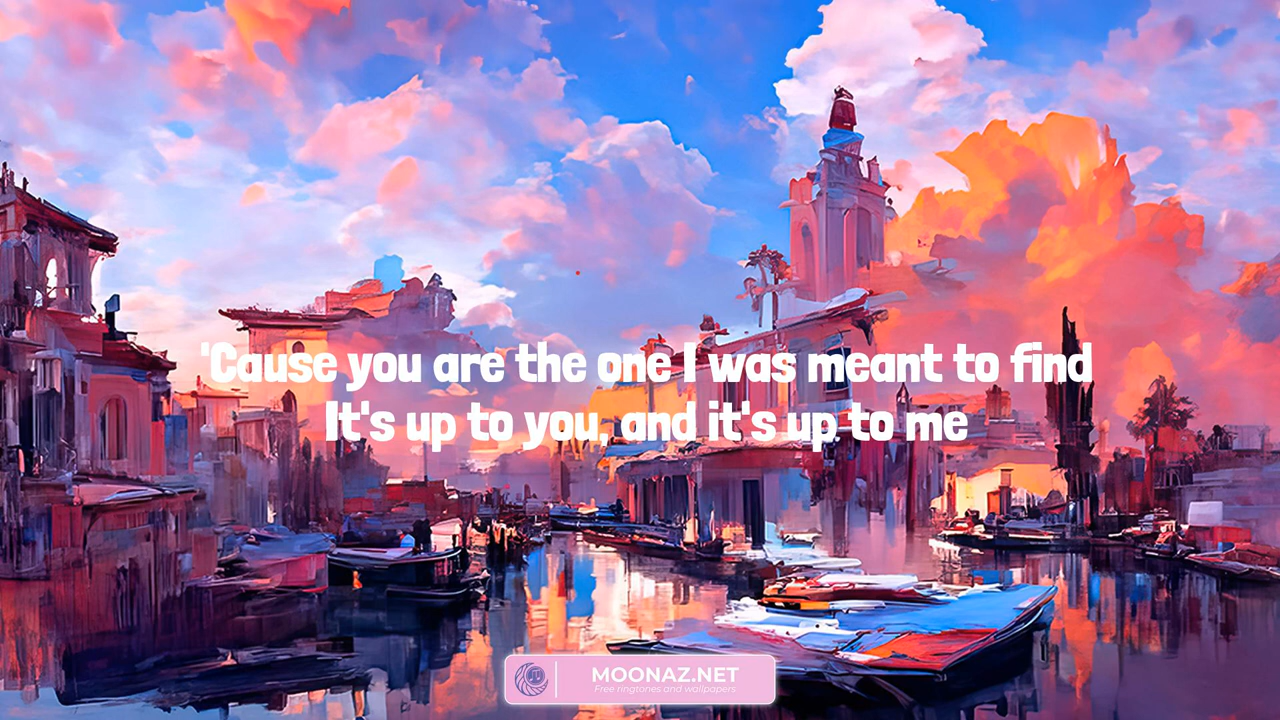 'Cause you are the one I was meant to find
It's up to you, and it's up to me
MOONAZ.NET
Free ringtones and wallpapers